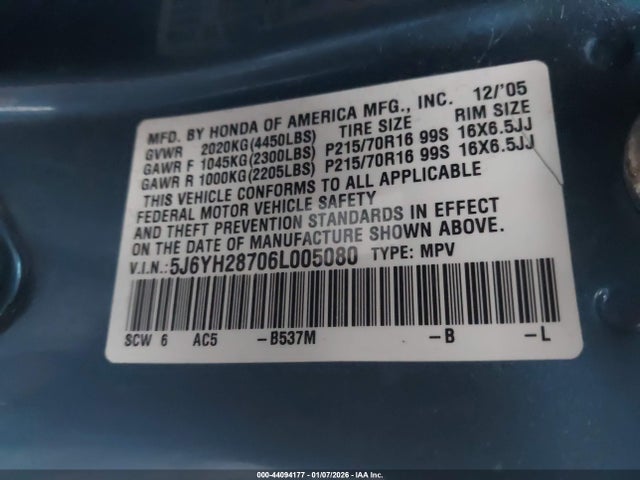 MFD. BY HONDA OF AMERICA MFG., INC. 12/'05
GVWR 2020KG(4450LBS) TIRE SIZE RIM SIZE
GAWR F 1045KG(2300LBS) P215/70R16 99S 16X6.5JJ
GAWR R 1000KG(2205LBS) P215/70R16 99S 16X6.5JJ
THIS VEHICLE CONFORMS TO ALL APPLICABLE
FEDERAL MOTOR VEHICLE SAFETY
AND THEFT PREVENTION STANDARDS IN EFFECT
ON THE DATE OF MANUFACTURE SHOWN ABOVE.
V.I.N.:5J6YH28706L005080 TYPE: MPV
SCW 6 AC5 -B537M -B -L
000-44094177 - 01/07/2026 - IAAI.COM